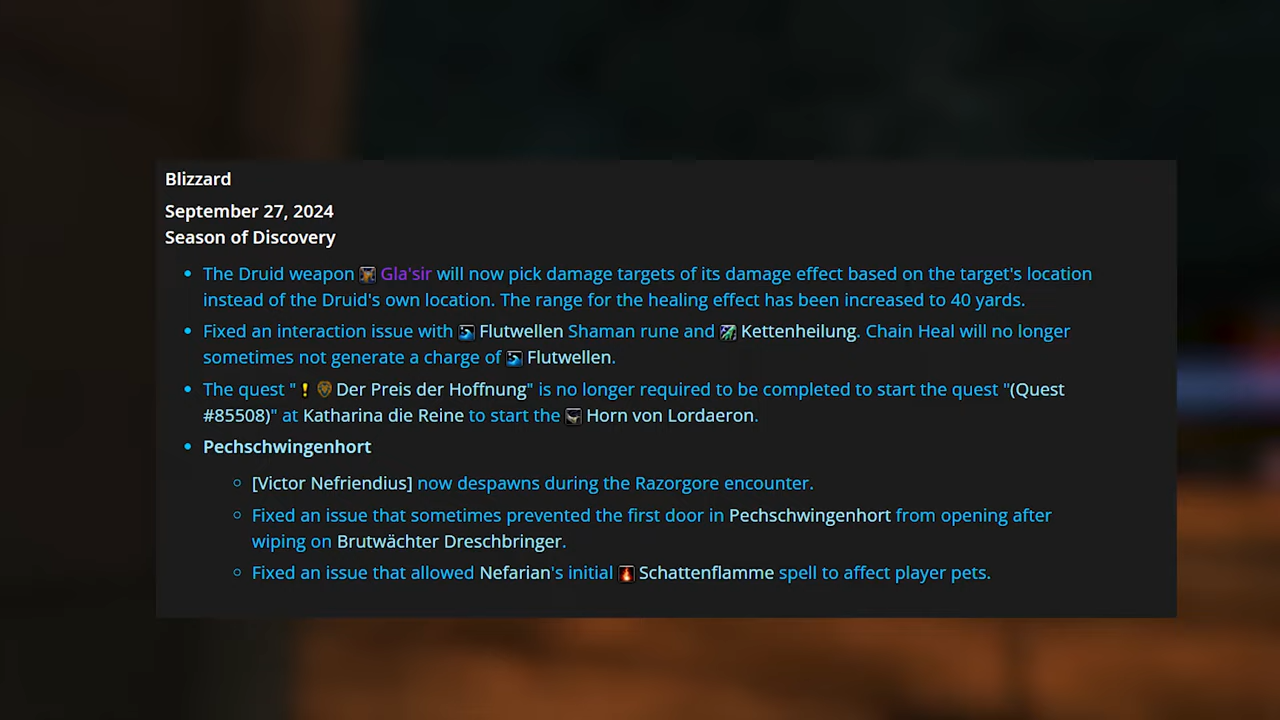 Blizzard
September 27, 2024
Season of Discovery
The Druid weapon Gla'sir will now pick damage targets of its damage effect based on the target's location
instead of the Druid's own location. The range for the healing effect has been increased to 40 yards.
Fixed an interaction issue with Flutwellen Shaman rune and Kettenheilung. Chain Heal will no longer
sometimes not generate a charge of Flutwellen.
The quest "Der Preis der Hoffnung" is no longer required to be completed to start the quest "(Quest
#85508)" at Katharina die Reine to start the Horn von Lordaeron.
Pechschwingenhort
[Victor Nefriendius] now despawns during the Razorgore encounter.
Fixed an issue that sometimes prevented the first door in Pechschwingenhort from opening after
wiping on Brutwächter Dreschbringer.
Fixed an issue that allowed Nefarian's initial Schattenflamme spell to affect player pets.